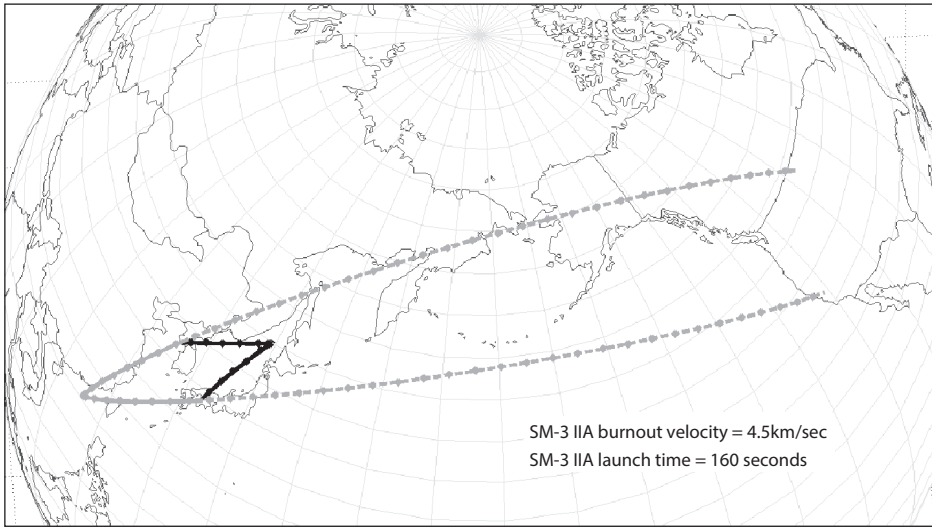 SM-3 IIA burnout velocity = 4.5km/sec
SM-3 IIA launch time = 160 seconds